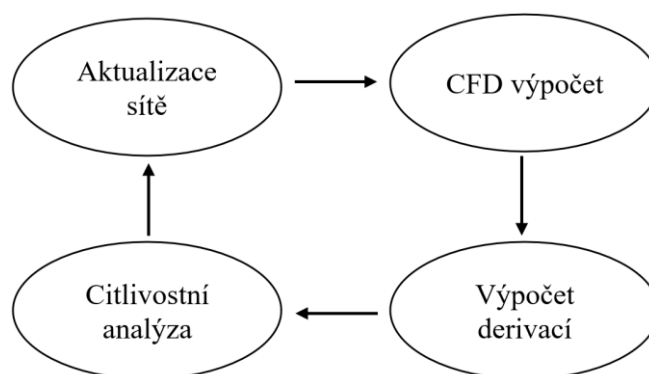 Aktualizace
sítě
CFD výpočet
Citlivostní
analýza
Výpočet
derivací